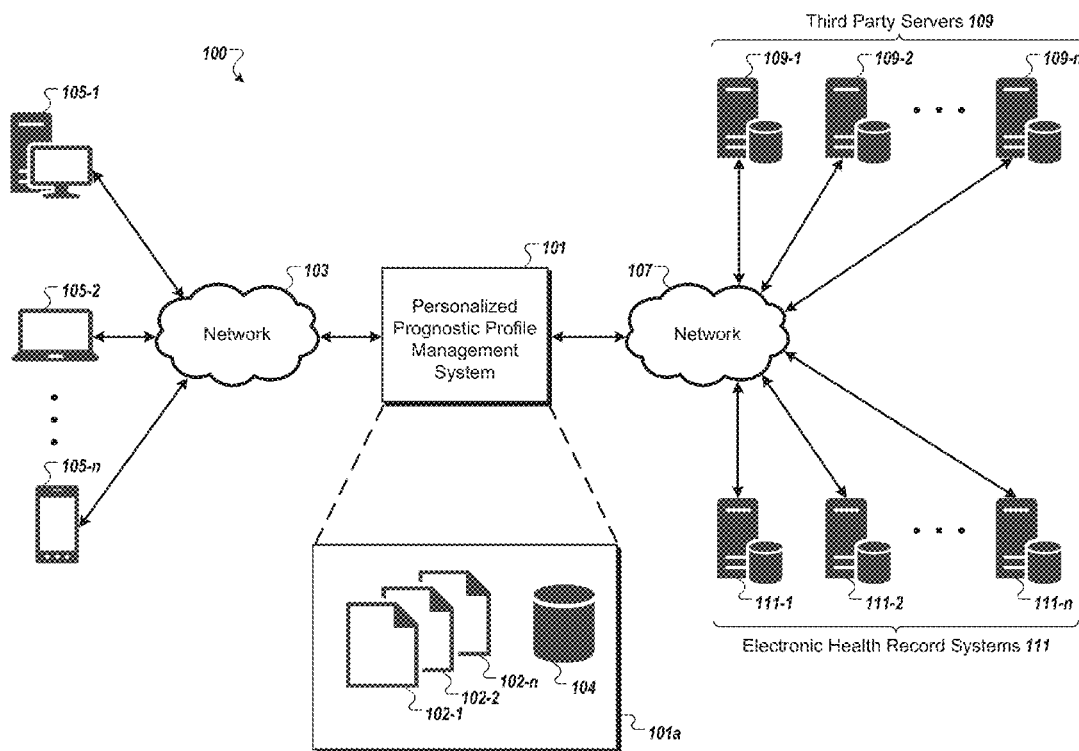 Third Party Servers 109
100
109-1
109-2
109-n
105-1
101
103
107
105-2
Network
Personalized
Prognostic Profile
Management
System
Network
105-n
111-1
111-2
111-n
Electronic Health Record Systems 111
102-n
104
102-2
102-1
101a